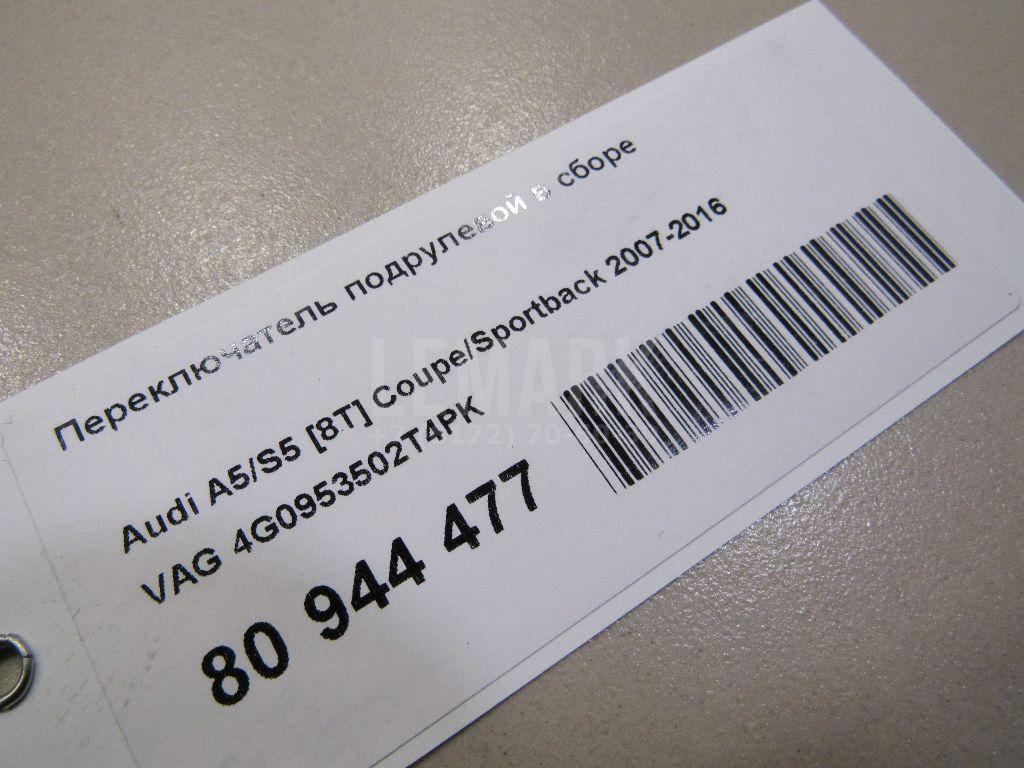 Переключатель подрулевой в сборе
Audi A5/S5 [8T] Coupe/Sportback 2007-2016
VAG 4G0953502T4PK
80 944 477